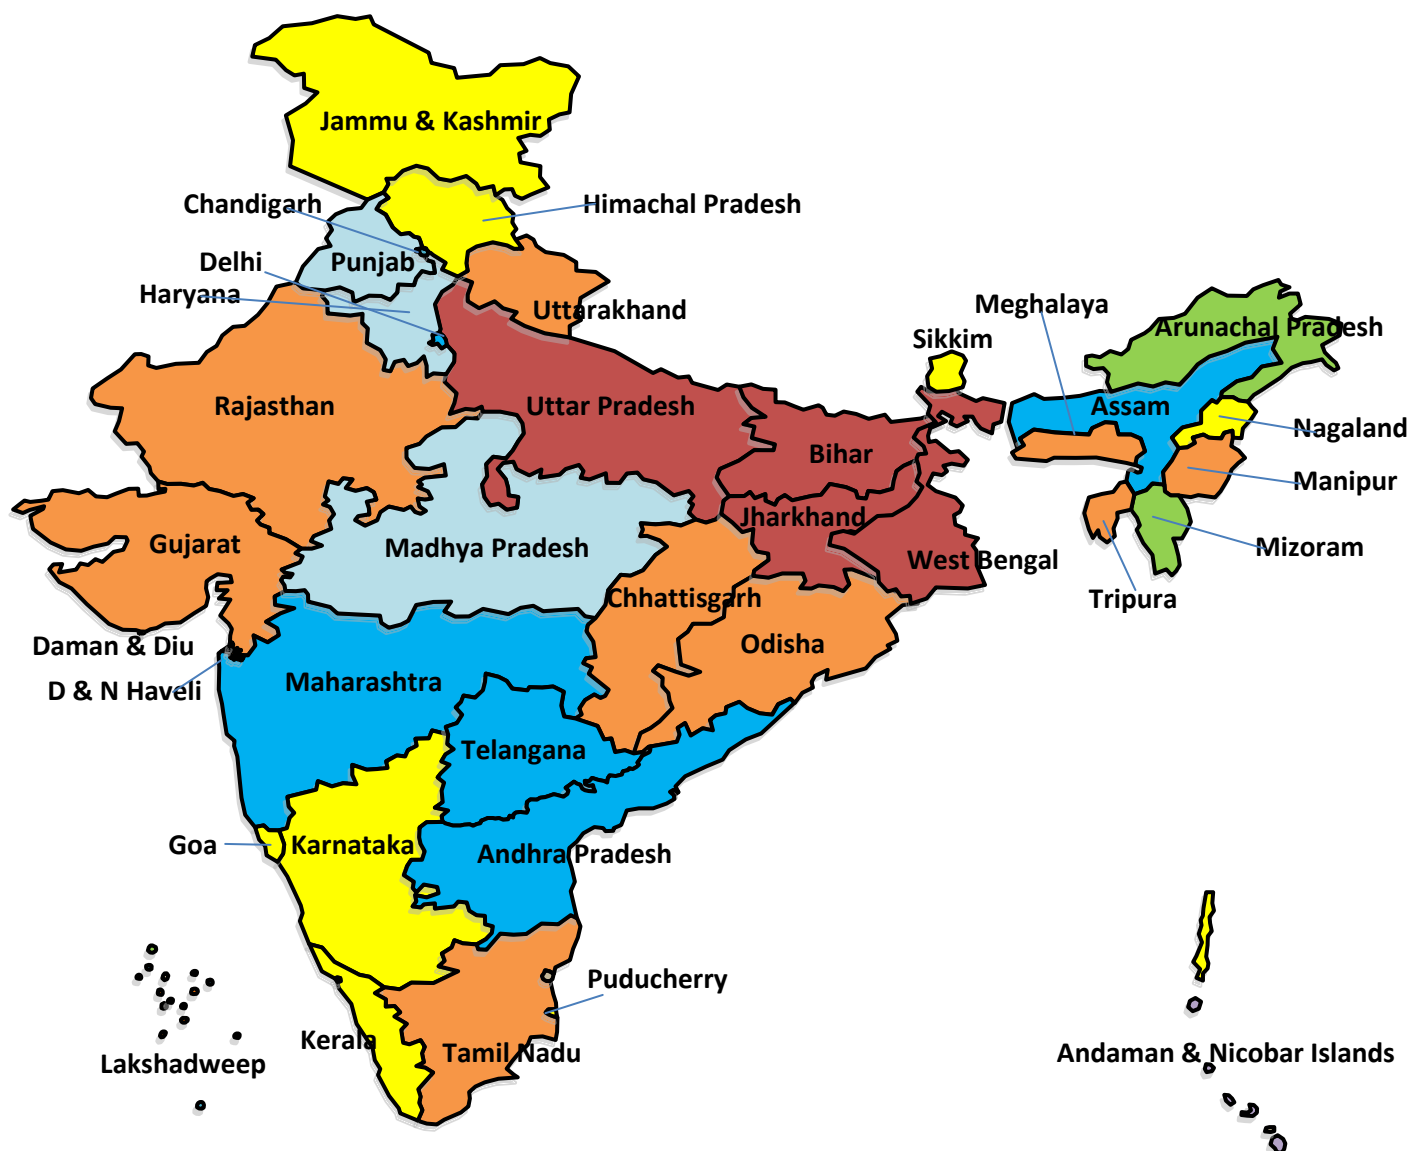 Jammu & Kashmir
Chandigarh
Himachal Pradesh
Delhi
Punjab
Haryana
Uttarakhand
Meghalaya
Arunachal Pradesh
Sikkim
Rajasthan
Uttar Pradesh
Assam
Nagaland
Bihar
Manipur
Jharkhand
Gujarat
Madhya Pradesh
Mizoram
West Bengal
Chhattisgarh
Tripura
Daman & Diu
Odisha
D & N Haveli
Maharashtra
Telangana
Goa
Karnataka
Andhra Pradesh
Puducherry
Kerala
Tamil Nadu
Lakshadweep
Andaman & Nicobar Islands